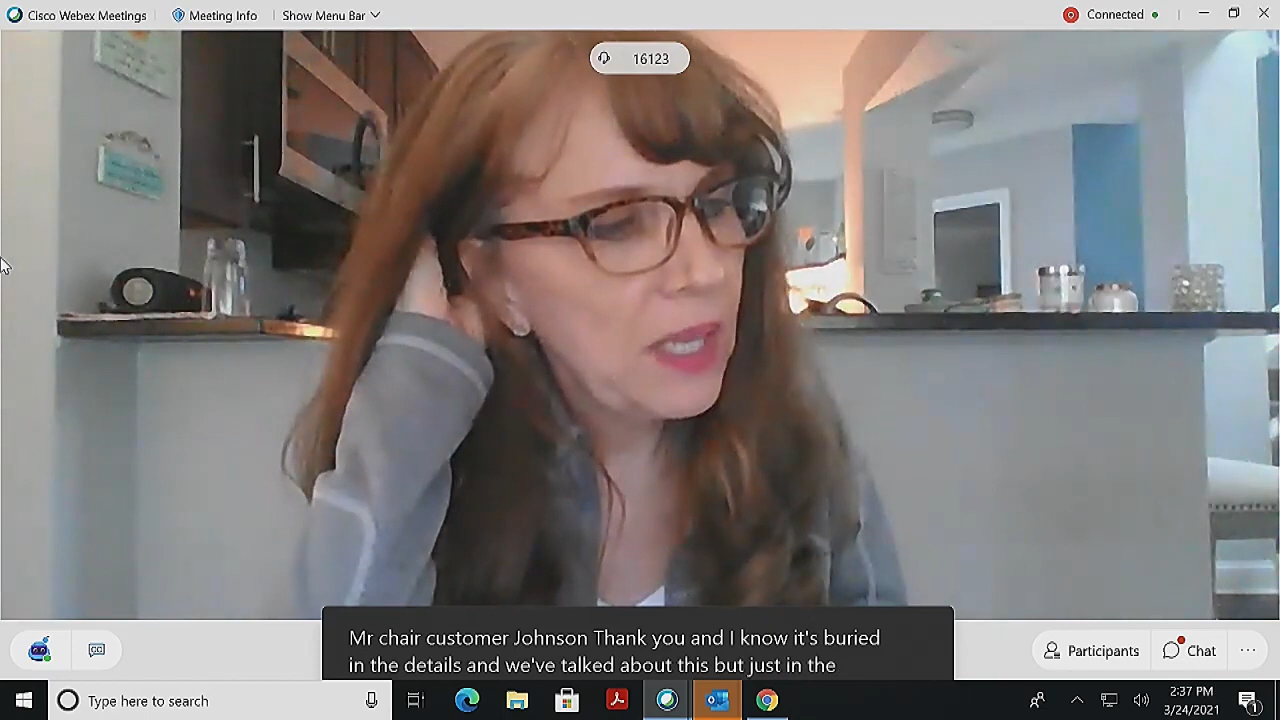 Cisco Webex Meetings
Meeting Info
Show Menu Bar
Connected
16123
Mr chair customer Johnson Thank you and I know it's buried
in the details and we've talked about this but just in the
CC
Participants
Chat
Type here to search
2:37 PM
3/24/2021
1